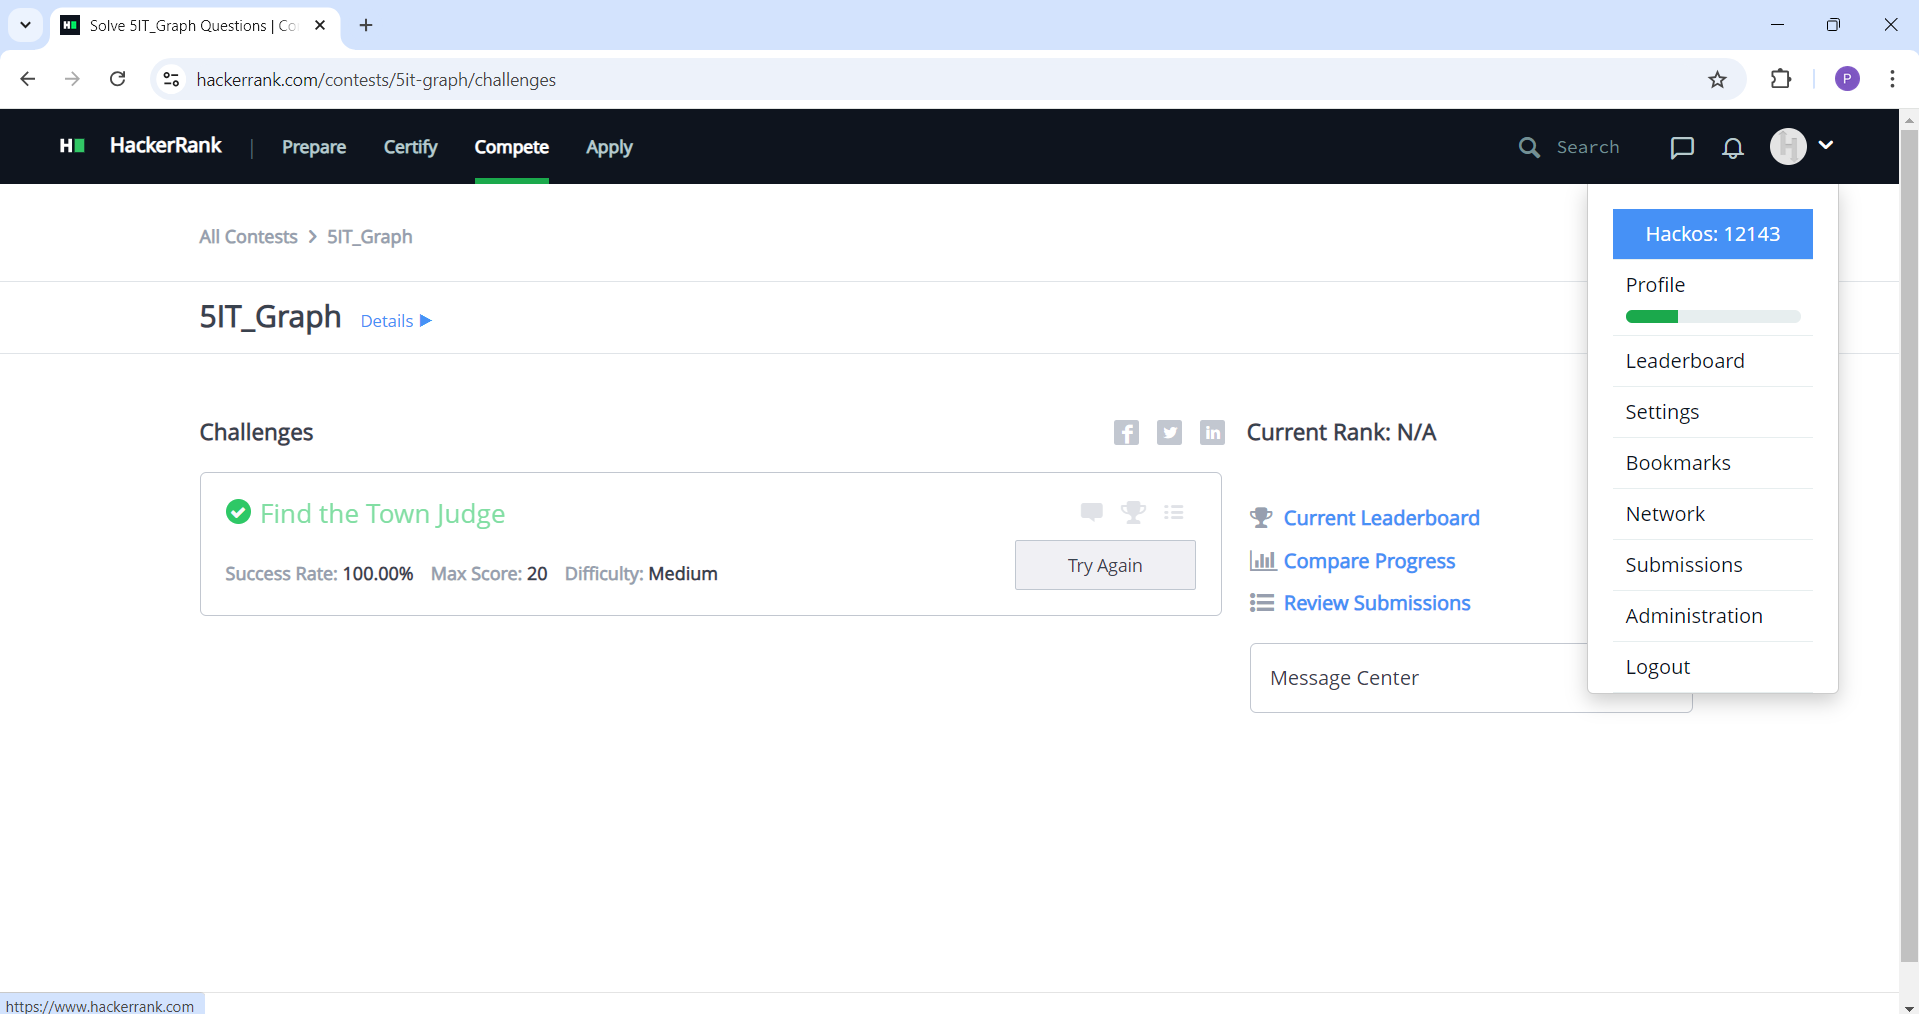 Solve 5IT_Graph Questions | Co
hackerrank.com/contests/5it-graph/challenges
P
H
HackerRank | Prepare Certify Compete Apply
Search
H
All Contests > 5IT_Graph
5IT_Graph Details ▶
Hackos: 12143
Profile
Leaderboard
Settings
Bookmarks
Network
Submissions
Administration
Logout
Challenges
Current Rank: N/A
Find the Town Judge
Success Rate: 100.00% Max Score: 20 Difficulty: Medium
Try Again
Current Leaderboard
Compare Progress
Review Submissions
Message Center
https://www.hackerrank.com